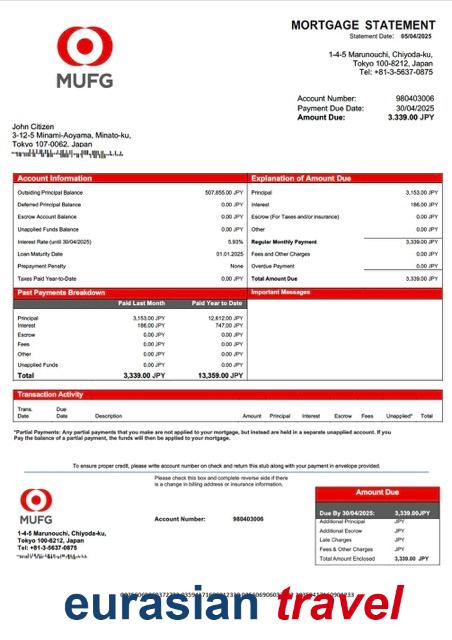 MUFG
MORTGAGE STATEMENT
Statement Date: 05/04/2025
1-4-5 Marunouchi, Chiyoda-ku,
Tokyo 100-8212, Japan
Tel: +81-3-5637-0875
Account Number: 980403006
Payment Due Date: 30/04/2025
Amount Due: 3.339.00 JPY
John Citizen
3-12-5 Minami-Aoyama, Minato-ku,
Tokyo 107-0062, Japan
Account Information
Outsiding Principal Balance 507,855.00 JPY
Deferred Principal Balance 0.00 JPY
Escrow Account Balance 0.00 JPY
Unapplied Funds Balance 0.00 JPY
Interest Rate (until 30/04/2025) 5.93%
Loan Maturity Date 01.01.2025
Prepayment Penalty None
Taxes Paid Year-to-Date 0.00 JPY
Explanation of Amount Due
Principal 3,153.00 JPY
Interest 186.00 JPY
Escrow (For Taxes and/or insurance) 0.00 JPY
Other 0.00 JPY
Regular Monthly Payment 3,339.00 JPY
Fees and Other Charges 0.00 JPY
Overdue Payment 0.00 JPY
Total Amount Due 3,339.00 JPY
Past Payments Breakdown
Paid Last Month Paid Year to Date
Principal 3,153.00 JPY 12,612.00 JPY
Interest 186.00 JPY 747.00 JPY
Escrow 0.00 JPY 0.00 JPY
Fees 0.00 JPY 0.00 JPY
Other 0.00 JPY 0.00 JPY
Unapplied Funds 0.00 JPY 0.00 JPY
Total 3,339.00 JPY 13,359.00 JPY
Important Messages
Transaction Activity
Trans. Date Due Date Description Amount Principal Interest Escrow Fees Unapplied* Total
*Partial Payments: Any partial payments that you make are not applied to your mortgage, but instead are held in a separate unapplied account. If you
Pay the balance of a partial payment, the funds will then be applied to your mortgage.
To ensure proper credit, please write account number on check and return this stub along with your payment in envelope provided.
Please check this box and complete reverse side if there
is a change in billing address or insurance information.
MUFG
1-4-5 Marunouchi, Chiyoda-ku,
Tokyo 100-8212, Japan
Tel: +81-3-5637-0875
Account Number: 980403006
Amount Due
Due By 30/04/2025: 3,339.00JPY
Additional Principal JPY
Additional Escrow JPY
Late Charges JPY
Fees & Other Charges JPY
Total Amount Enclosed 3,339.00 JPY
eurasian travel